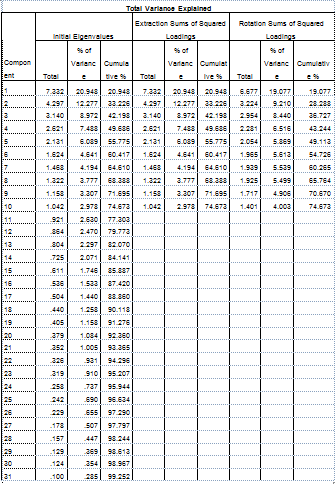 Total Variance Explained
Extraction Sums of Squared Rotation Sums of Squared
Initial Eigenvalues Loadings Loadings
% of % of % of
Compon Varianc Cumula Varianc Cumulat Varianc Cumulativ
ent Total e tive % Total e ive % Total e e %
1 7.332 20.948 20.948 7.332 20.948 20.948 6.677 19.077 19.077
2 4.297 12.277 33.226 4.297 12.277 33.226 3.224 9.210 28.288
3 3.140 8.972 42.198 3.140 8.972 42.198 2.954 8.440 36.727
4 2.621 7.488 49.686 2.621 7.488 49.686 2.281 6.516 43.244
5 2.131 6.089 55.775 2.131 6.089 55.775 2.054 5.869 49.113
6 1.624 4.641 60.417 1.624 4.641 60.417 1.965 5.613 54.726
7 1.468 4.194 64.610 1.468 4.194 64.610 1.939 5.539 60.265
8 1.322 3.777 68.388 1.322 3.777 68.388 1.925 5.499 65.764
9 1.158 3.307 71.695 1.158 3.307 71.695 1.717 4.906 70.670
10 1.042 2.978 74.673 1.042 2.978 74.673 1.401 4.003 74.673
11 .921 2.630 77.303
12 .864 2.470 79.773
13 .804 2.297 82.070
14 .725 2.071 84.141
15 .611 1.746 85.887
16 .536 1.533 87.420
17 .504 1.440 88.860
18 .440 1.258 90.118
19 .405 1.158 91.276
20 .379 1.084 92.360
21 .352 1.005 93.365
22 .326 .931 94.296
23 .319 .910 95.207
24 .258 .737 95.944
25 .242 .690 96.634
26 .229 .655 97.290
27 .178 .507 97.797
28 .157 .447 98.244
29 .129 .369 98.613
30 .124 .354 98.967
31 .100 .285 99.252